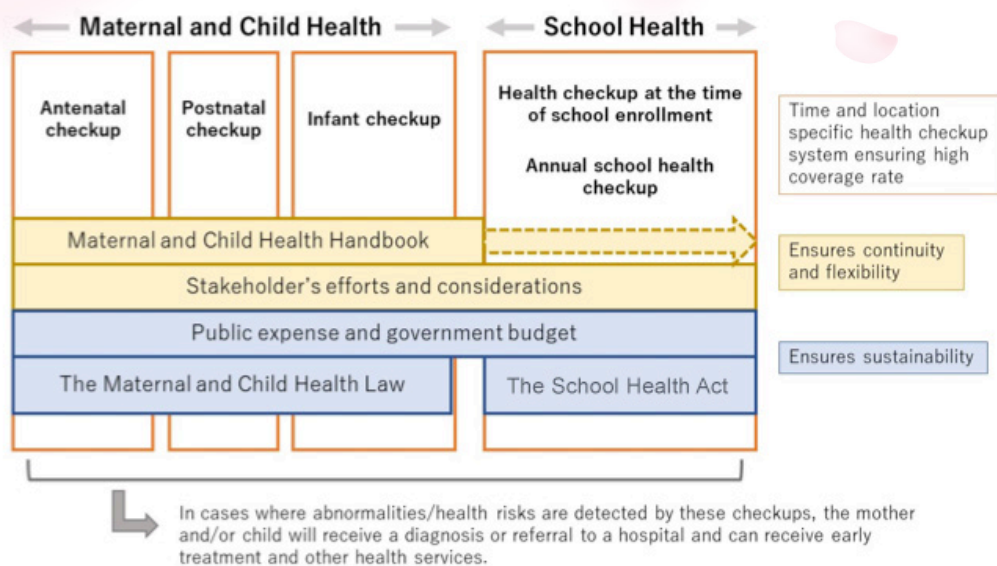 Maternal and Child Health
School Health
Antenatal
checkup
Postnatal
checkup
Infant checkup
Health checkup at the time
of school enrollment
Annual school health
checkup
Time and location
specific health checkup
system ensuring high
coverage rate
Maternal and Child Health Handbook
Ensures continuity
and flexibility
Stakeholder's efforts and considerations
Public expense and government budget
Ensures sustainability
The Maternal and Child Health Law
The School Health Act
In cases where abnormalities/health risks are detected by these checkups, the mother
and/or child will receive a diagnosis or referral to a hospital and can receive early
treatment and other health services.